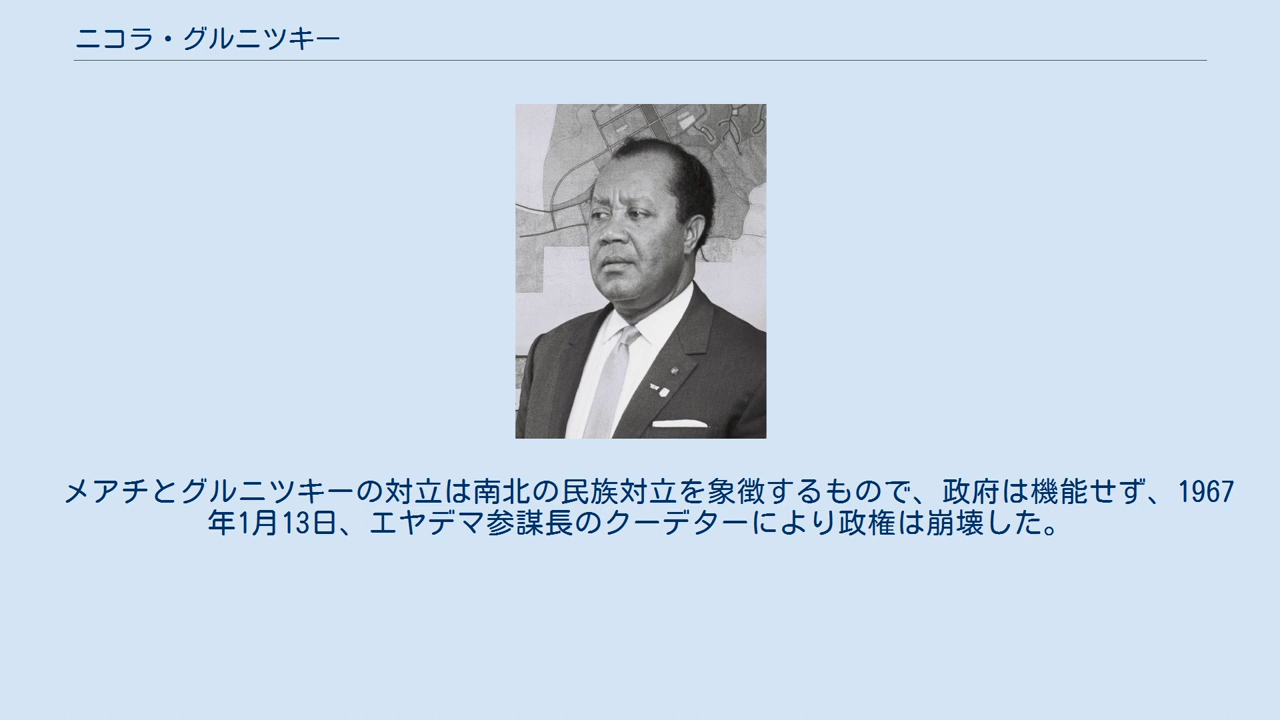 ニコラ・グルニツキー
メアチとグルニツキーの対立は南北の民族対立を象徴するもので、政府は機能せず、1967
年1月13日、エヤデマ参謀長のクーデターにより政権は崩壊した。